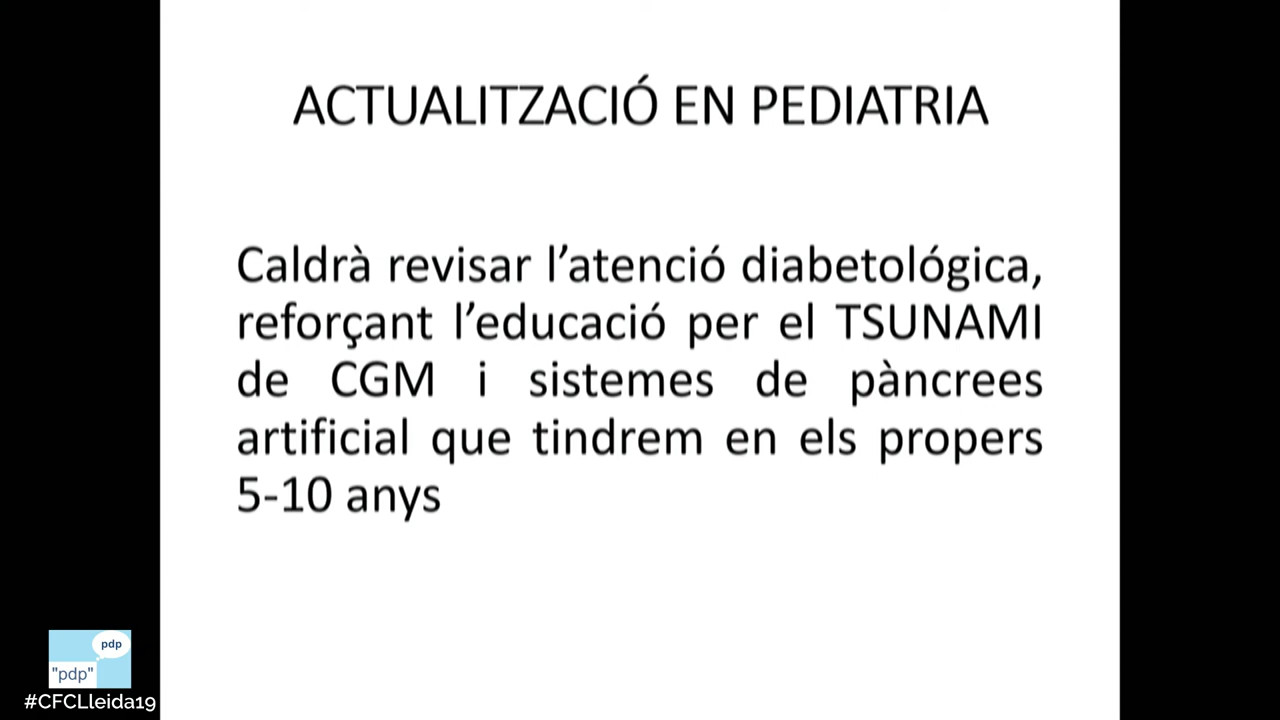 ACTUALITZACIÓ EN PEDIATRIA
Caldrà revisar l’atenció diabetológica,
reforçant l’educació per el TSUNAMI
de CGM i sistemes de pàncrees
artificial que tindrem en els propers
5-10 anys
pdp
"pdp"
#CFCLleida19